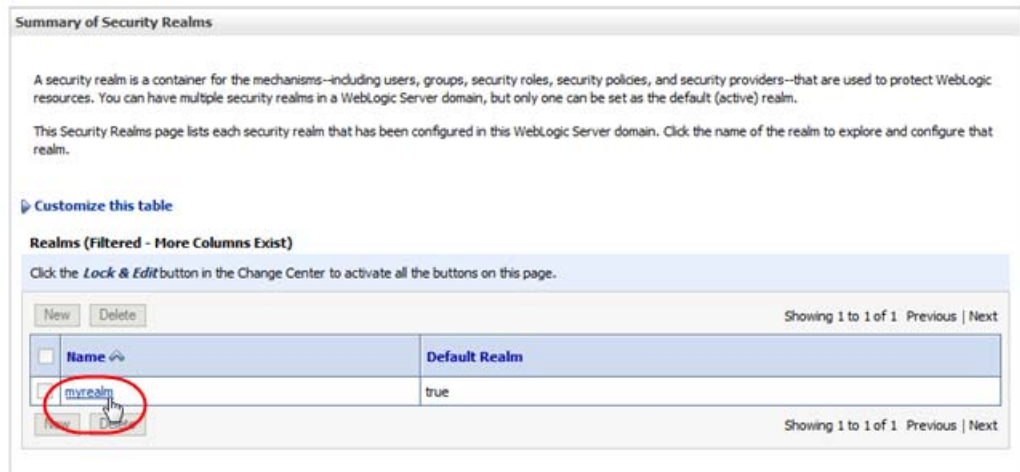 Summary of Security Realms
A security realm is a container for the mechanisms--including users, groups, security roles, security policies, and security providers--that are used to protect WebLogic
resources. You can have multiple security realms in a WebLogic Server domain, but only one can be set as the default (active) realm.
This Security Realms page lists each security realm that has been configured in this WebLogic Server domain. Click the name of the realm to explore and configure that
realm.
Customize this table
Realms (Filtered - More Columns Exist)
Click the Lock & Edit button in the Change Center to activate all the buttons on this page.
New Delete Showing 1 to 1 of 1 Previous | Next
Name Default Realm
myrealm true
New Delete Showing 1 to 1 of 1 Previous | Next